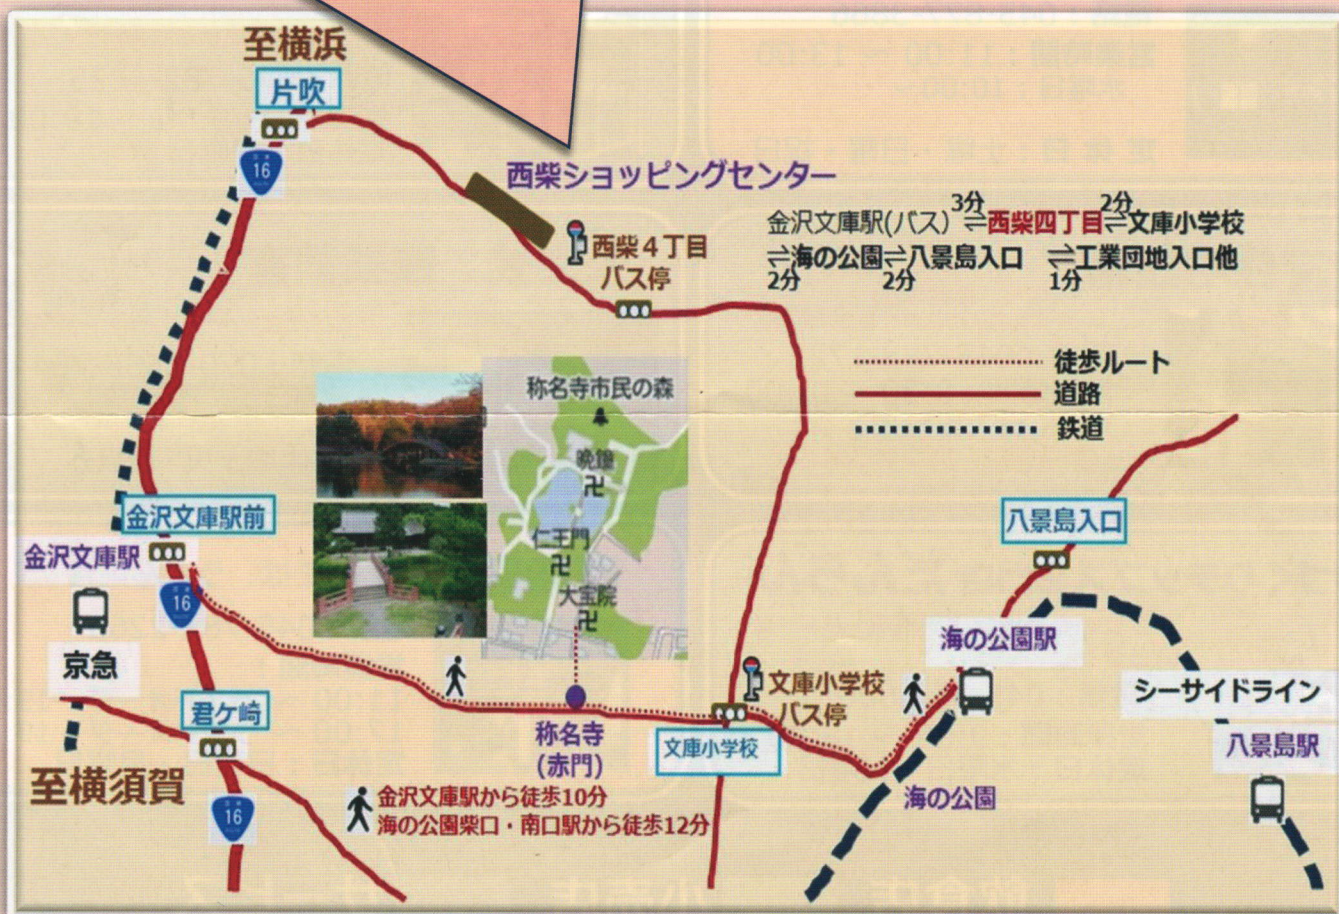 至横浜
片吹
16
西柴ショッピングセンター
西柴４丁目
バス停
金沢文庫駅(バス) 3分 ⇌西柴四丁目 2分 ⇌文庫小学校
⇌海の公園⇌八景島入口 ⇌工業団地入口他
2分 2分 1分
徒歩ルート
道路
鉄道
称名寺市民の森
晩鐘
仁王門
大宝院
金沢文庫駅前
金沢文庫駅
16
京急
君ケ崎
至横須賀
16
称名寺
(赤門)
金沢文庫駅から徒歩10分
海の公園柴口・南口駅から徒歩12分
文庫小学校
バス停
文庫小学校
八景島入口
海の公園駅
シーサイドライン
八景島駅
海の公園